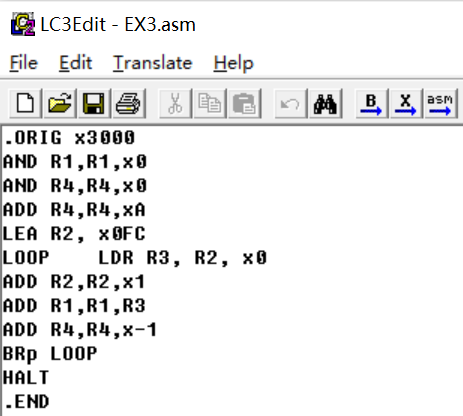 LC3Edit - EX3.asm
File Edit Translate Help
B X asm
.ORIG x3000
AND R1,R1,x0
AND R4,R4,x0
ADD R4,R4,xA
LEA R2, x0FC
LOOP    LDR R3, R2, x0
ADD R2,R2,x1
ADD R1,R1,R3
ADD R4,R4,x-1
BRp LOOP
HALT
.END